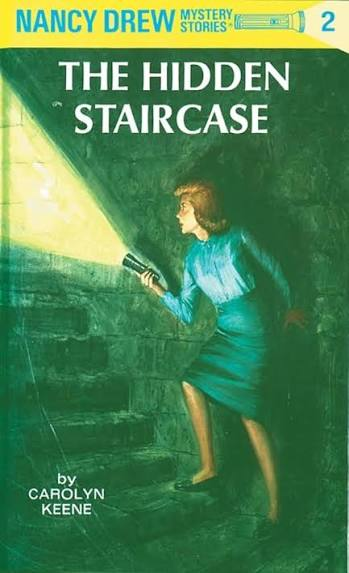 NANCY DREW MYSTERY STORIES® 2
THE HIDDEN
STAIRCASE
by
CAROLYN
KEENE